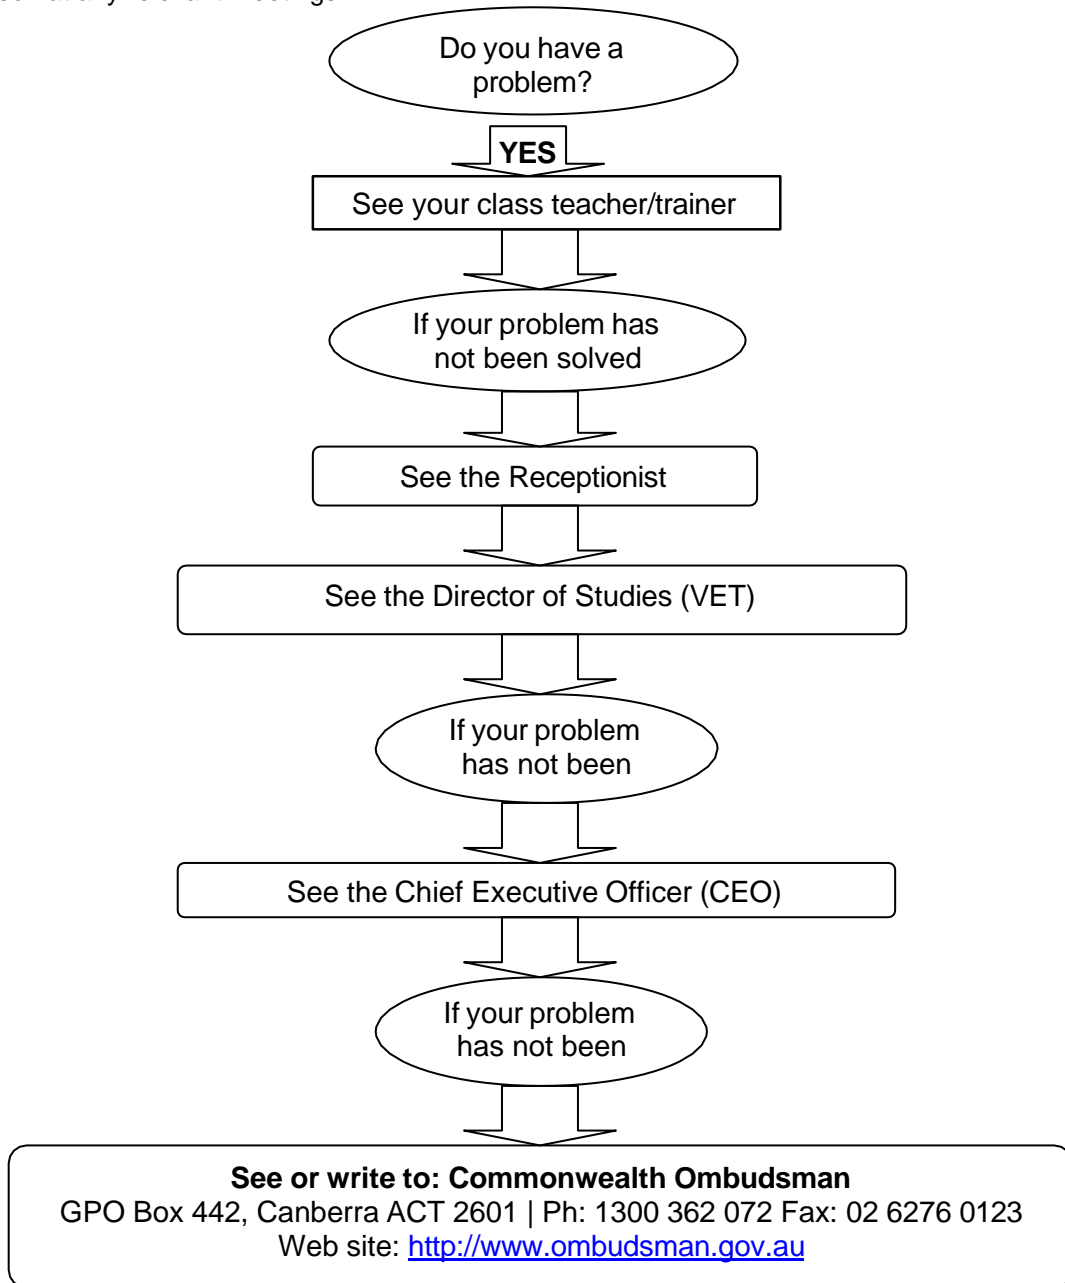 Do you have a
problem?
YES
See your class teacher/trainer
If your problem has
not been solved
See the Receptionist
See the Director of Studies (VET)
If your problem
has not been
See the Chief Executive Officer (CEO)
If your problem
has not been
See or write to: Commonwealth Ombudsman
GPO Box 442, Canberra ACT 2601 | Ph: 1300 362 072 Fax: 02 6276 0123
Web site: http://www.ombudsman.gov.au